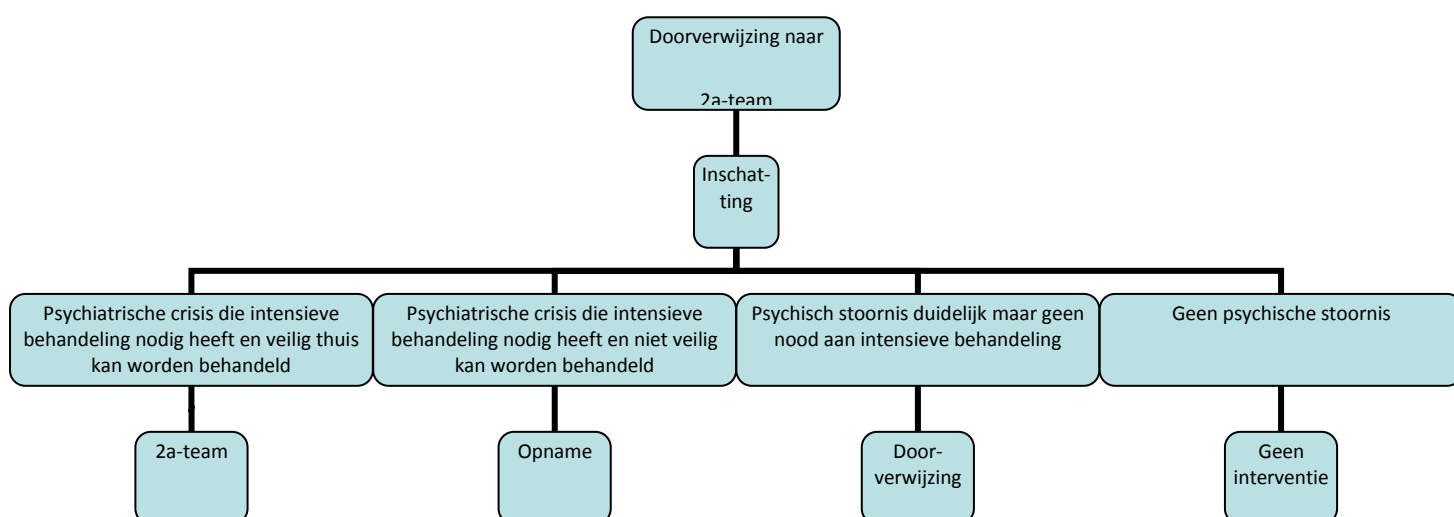 Doorverwijzing naar
2a-team
Inschat-
ting
Psychiatrische crisis die intensieve
behandeling nodig heeft en veilig thuis
kan worden behandeld
Psychiatrische crisis die intensieve
behandeling nodig heeft en niet veilig
kan worden behandeld
Psychisch stoornis duidelijk maar geen
nood aan intensieve behandeling
Geen psychische stoornis
2a-team
Opname
Door-
verwijzing
Geen
interventie